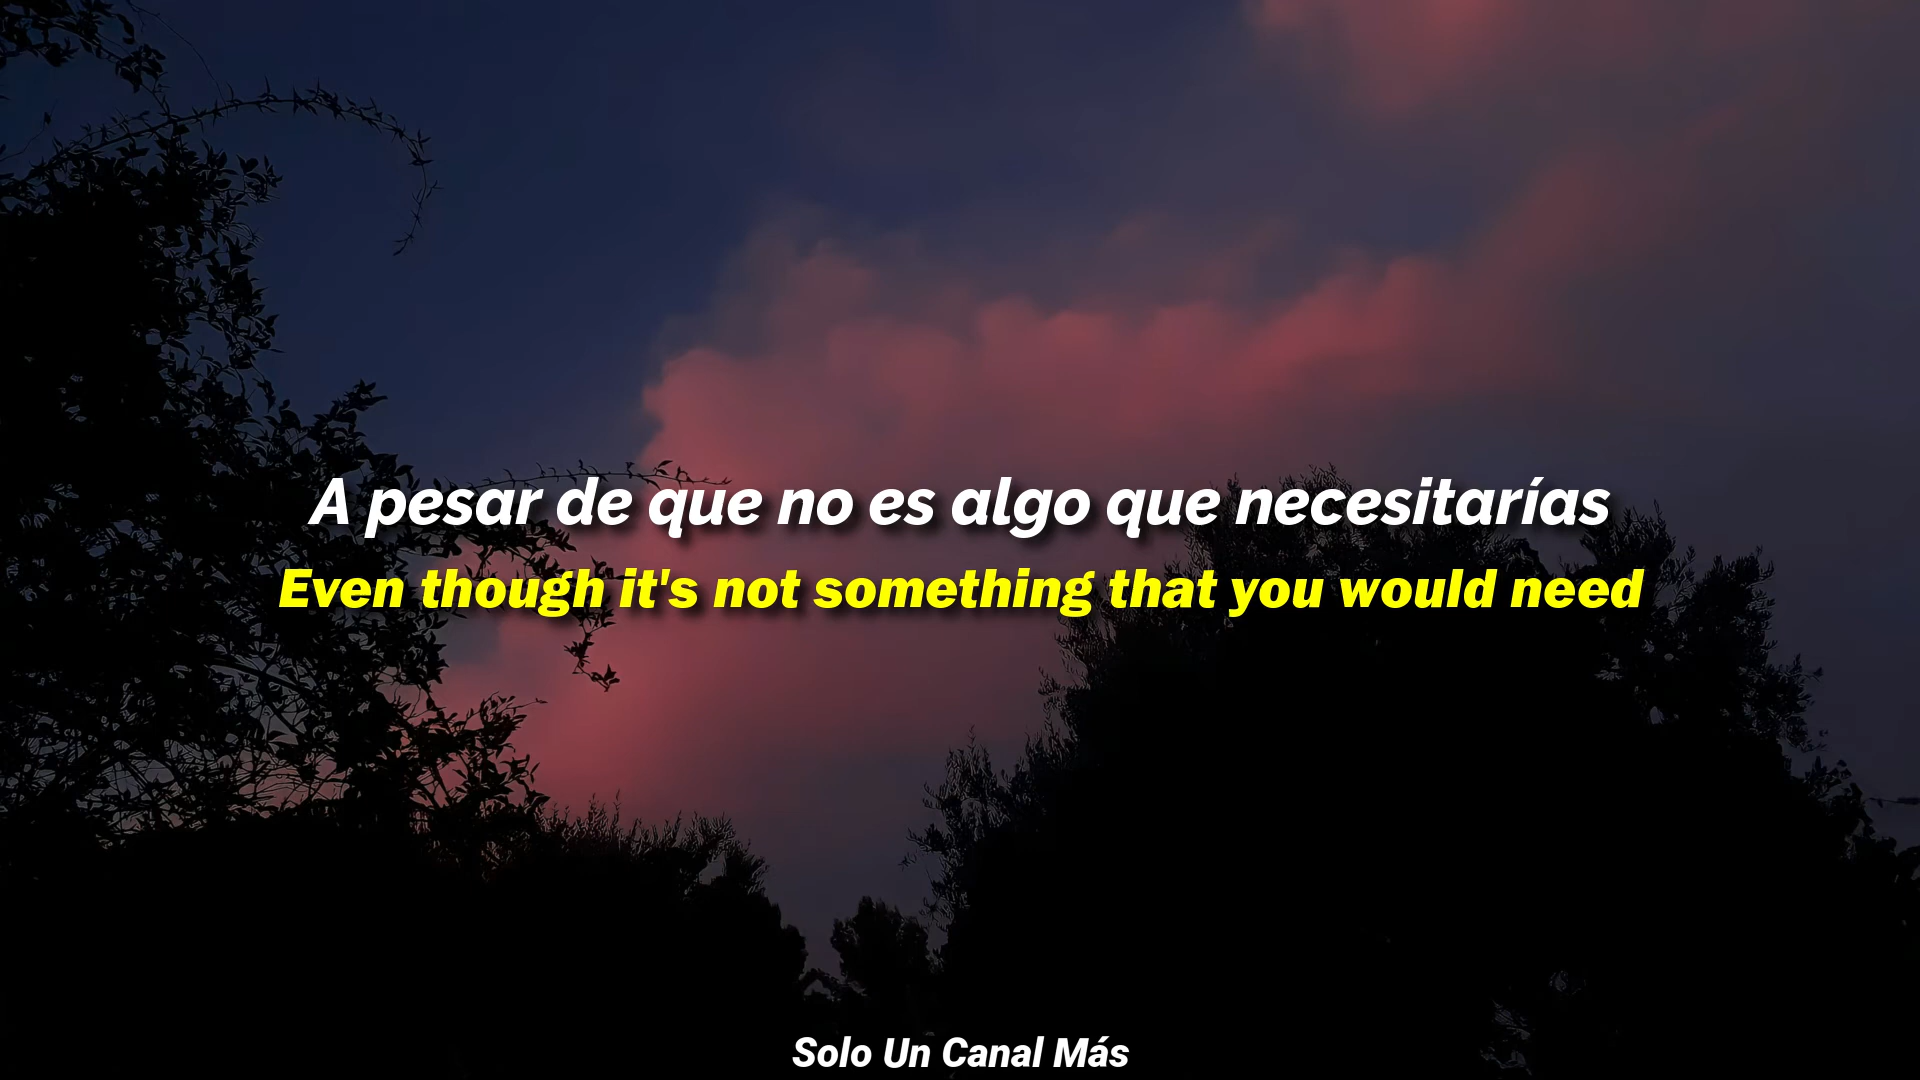 A pesar de que no es algo que necesitarías
Even though it's not something that you would need
Solo Un Canal Más